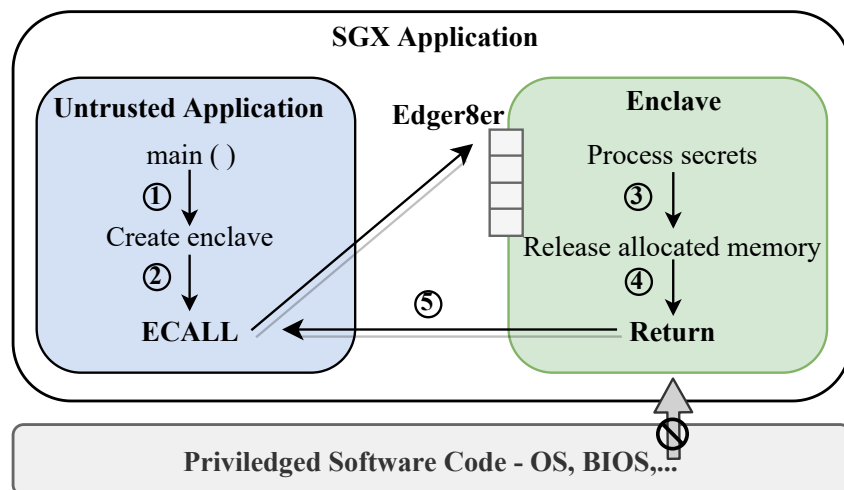 SGX Application
Untrusted Application
main ( )
①
Create enclave
②
ECALL
Edger8er
Enclave
Process secrets
③
Release allocated memory
④
Return
⑤
Priviledged Software Code - OS, BIOS,...